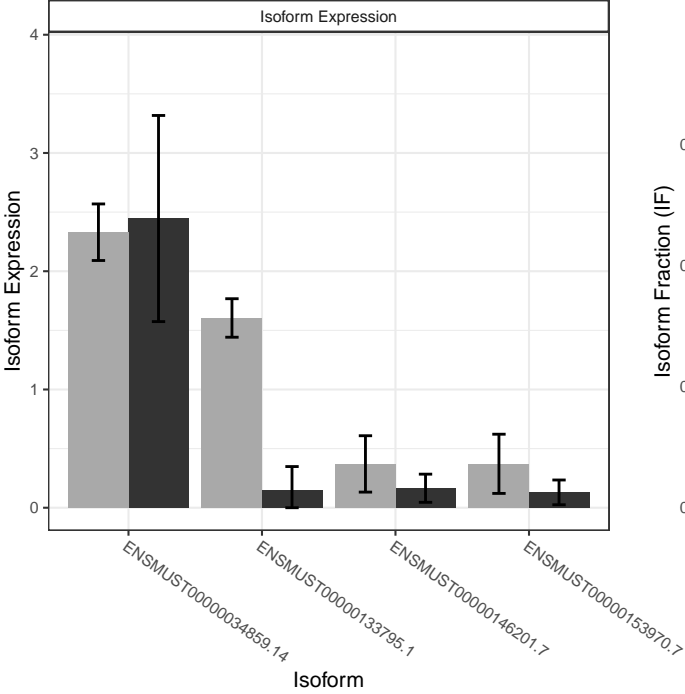 Isoform Expression
4
3
2
1
0
Isoform Expression
ENSMUST00000034859.14
ENSMUST00000133795.1
ENSMUST00000146201.7
ENSMUST00000153970.7
Isoform
Isoform Fraction (IF)